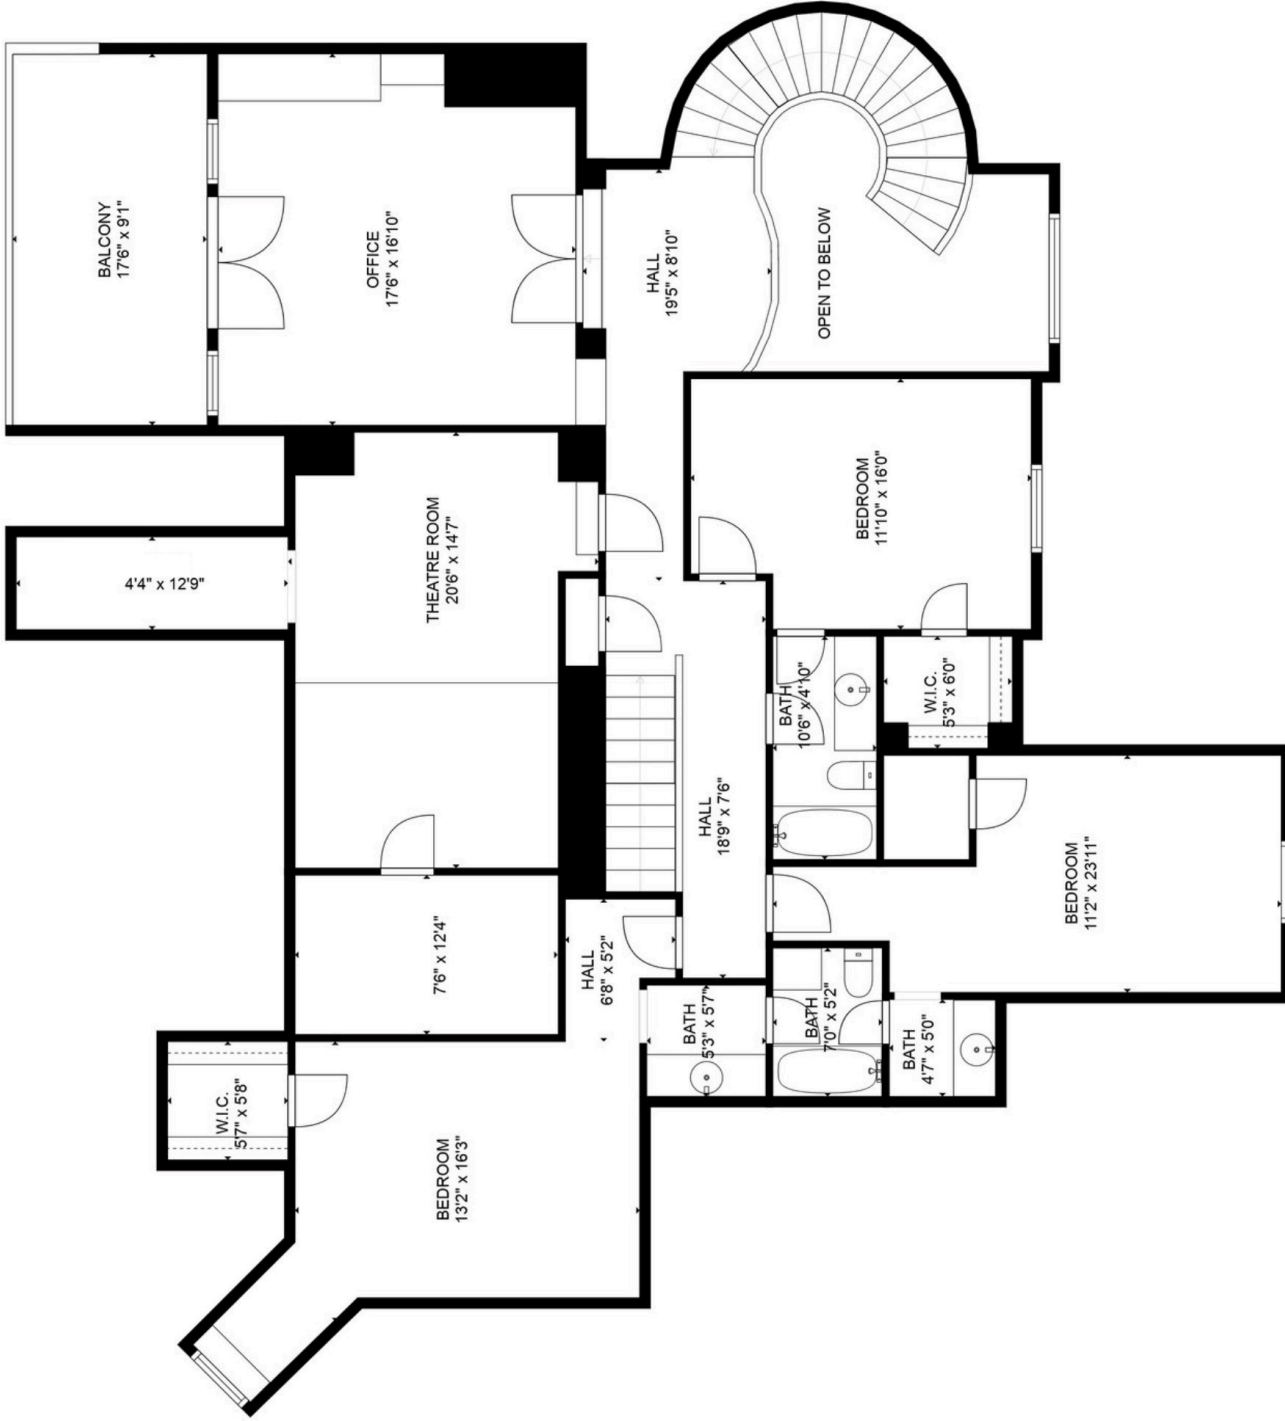 BALCONY
17'6" x 9'1"
OFFICE
17'6" x 16'10"
HALL
19'5" x 8'10"
OPEN TO BELOW
THEATRE ROOM
20'6" x 14'7"
BEDROOM
11'10" x 16'0"
4'4" x 12'9"
BATH
10'6" x 4'10"
W.I.C.
5'3" x 6'0"
HALL
18'9" x 7'6"
BEDROOM
11'2" x 23'11"
7'6" x 12'4"
HALL
6'8" x 5'2"
BATH
5'3" x 5'7"
BATH
7'0" x 5'2"
BATH
4'7" x 5'0"
W.I.C.
5'7" x 5'8"
BEDROOM
13'2" x 16'3"